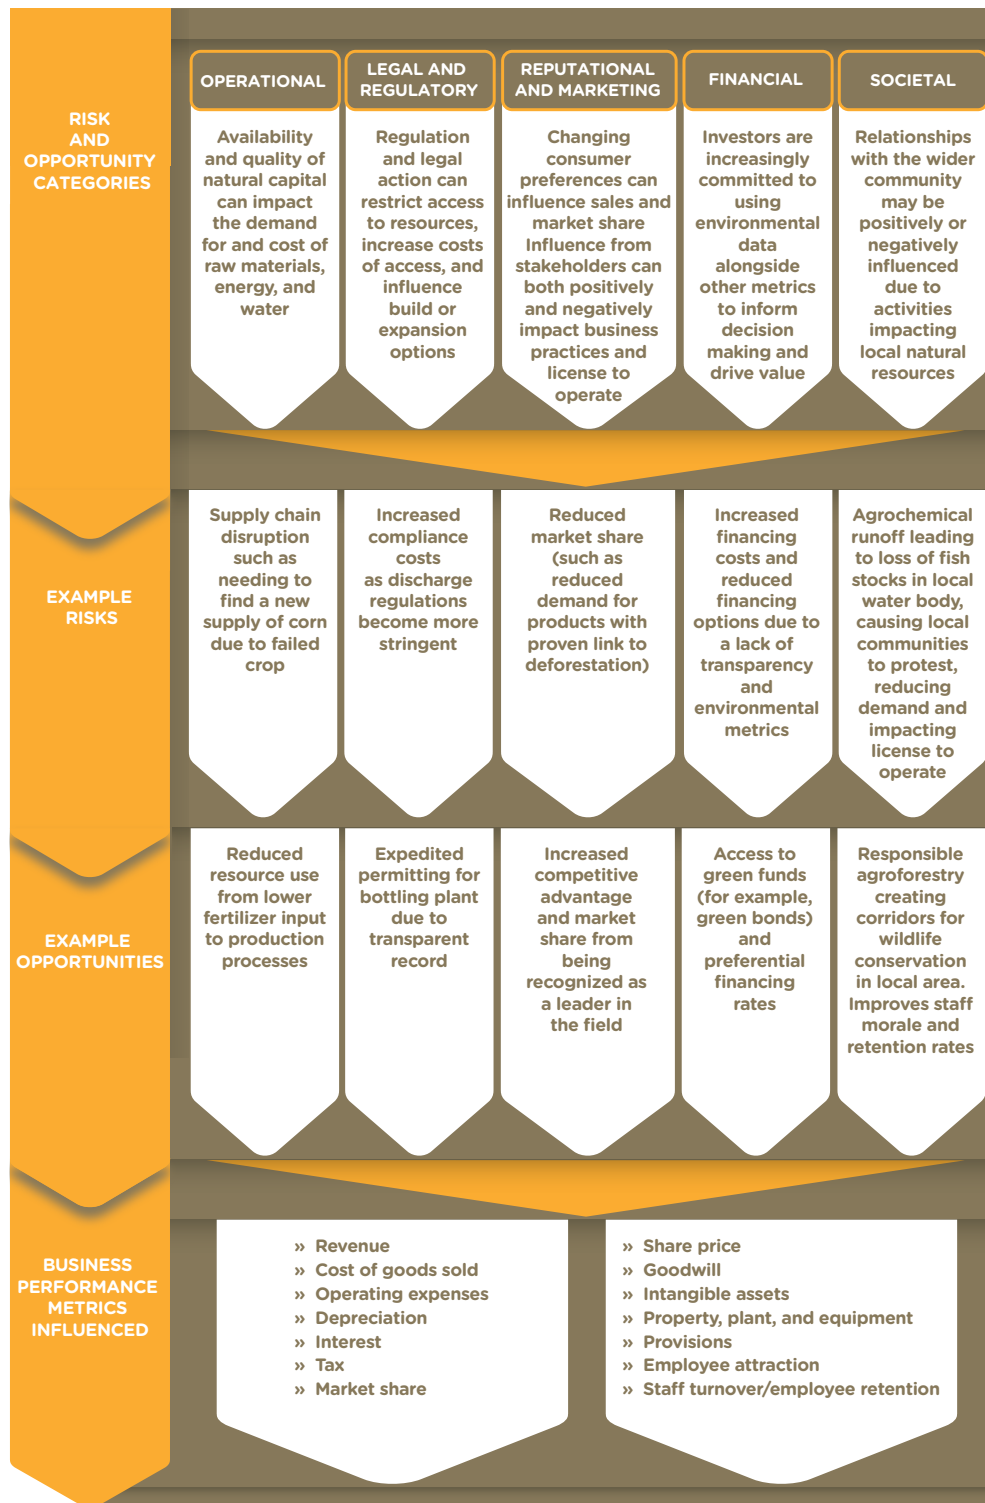 RISK
AND
OPPORTUNITY
CATEGORIES
OPERATIONAL
Availability
and quality of
natural capital
can impact
the demand
for and cost of
raw materials,
energy, and
water
LEGAL AND
REGULATORY
Regulation
and legal
action can
restrict access
to resources,
increase costs
of access, and
influence
build or
expansion
options
REPUTATIONAL
AND MARKETING
Changing
consumer
preferences can
influence sales and
market share
Influence from
stakeholders can
both positively
and negatively
impact business
practices and
license to
operate
FINANCIAL
Investors are
increasingly
committed to
using
environmental
data
alongside
other metrics
to inform
decision
making and
drive value
SOCIETAL
Relationships
with the wider
community
may be
positively or
negatively
influenced
due to
activities
impacting
local natural
resources
EXAMPLE
RISKS
Supply chain
disruption
such as
needing to
find a new
supply of corn
due to failed
crop
Increased
compliance
costs
as discharge
regulations
become more
stringent
Reduced
market share
(such as
reduced
demand for
products with
proven link to
deforestation)
Increased
financing
costs and
reduced
financing
options due to
a lack of
transparency
and
environmental
metrics
Agrochemical
runoff leading
to loss of fish
stocks in local
water body,
causing local
communities
to protest,
reducing
demand and
impacting
license to
operate
EXAMPLE
OPPORTUNITIES
Reduced
resource use
from lower
fertilizer input
to production
processes
Expedited
permitting for
bottling plant
due to
transparent
record
Increased
competitive
advantage
and market
share from
being
recognized as
a leader in
the field
Access to
green funds
(for example,
green bonds)
and
preferential
financing
rates
Responsible
agroforestry
creating
corridors for
wildlife
conservation
in local area.
Improves staff
morale and
retention rates
BUSINESS
PERFORMANCE
METRICS
INFLUENCED
» Revenue
» Cost of goods sold
» Operating expenses
» Depreciation
» Interest
» Tax
» Market share
» Share price
» Goodwill
» Intangible assets
» Property, plant, and equipment
» Provisions
» Employee attraction
» Staff turnover/employee retention